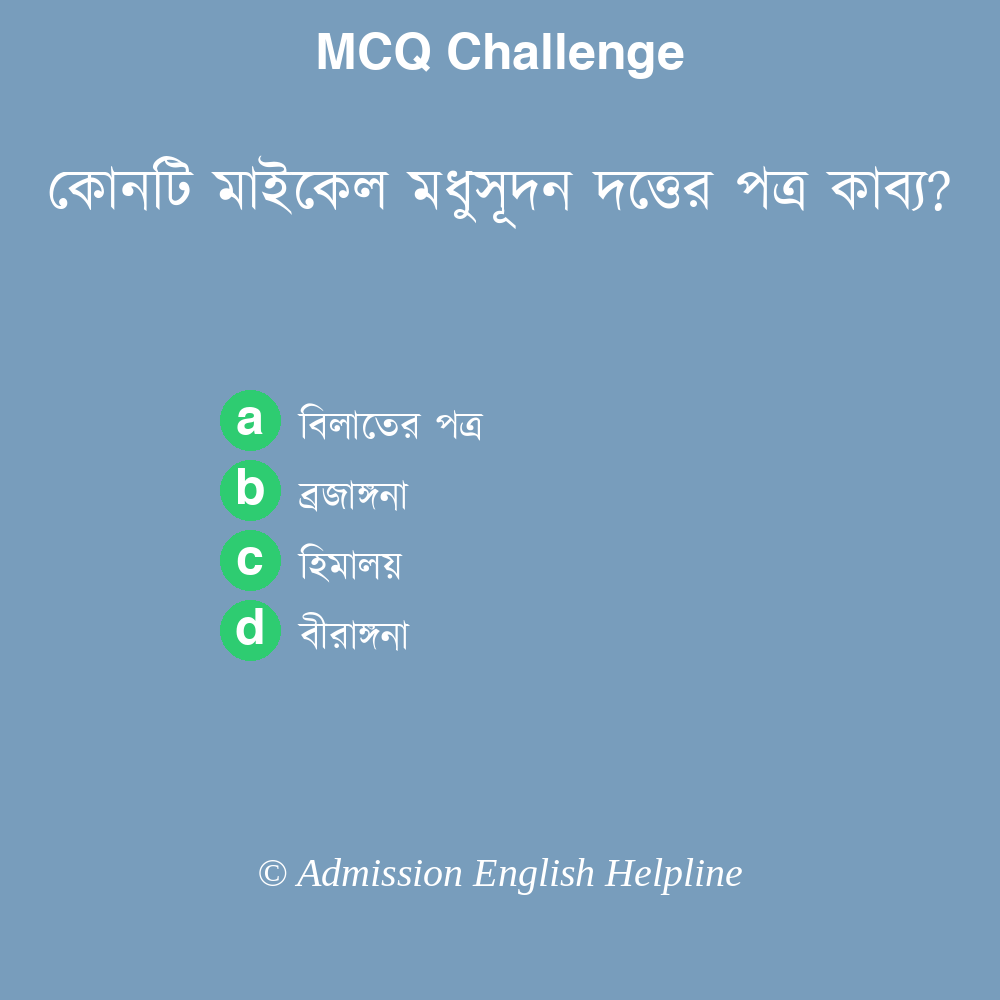 MCQ Challenge
কোনটি মাইকেল মধুসূদন দত্তের পত্র কাব্য?
a বিলাতের পত্র
b ব্রজাঙ্গনা
c হিমালয়
d বীরাঙ্গনা
© Admission English Helpline